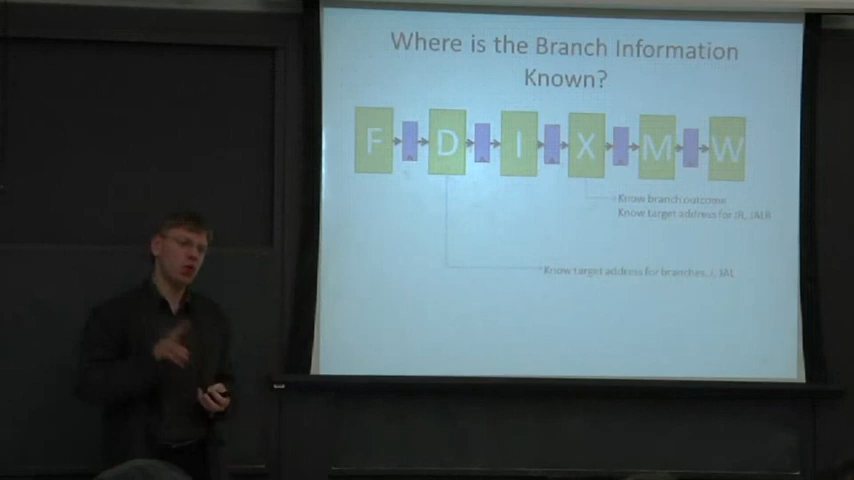 Where is the Branch Information
Known?
F D I X M W
Know branch outcome
Know target address for JR, JALR
Know target address for branches, J, JAL